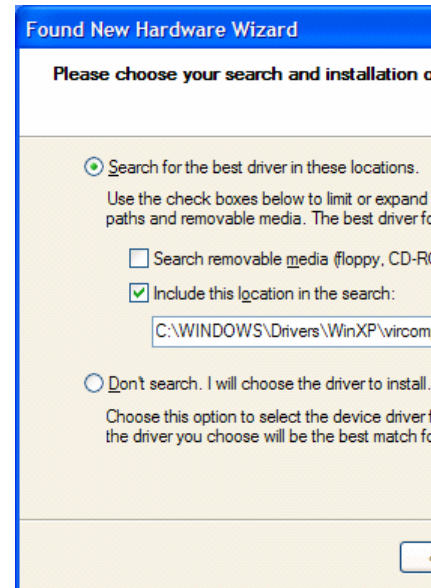 Found New Hardware Wizard
Please choose your search and installation o
Search for the best driver in these locations.
Use the check boxes below to limit or expand
paths and removable media. The best driver fo
Search removable media (floppy, CD-RO
Include this location in the search:
C:\WINDOWS\Drivers\WinXP\vircom
Don't search. I will choose the driver to install.
Choose this option to select the device driver f
the driver you choose will be the best match fo